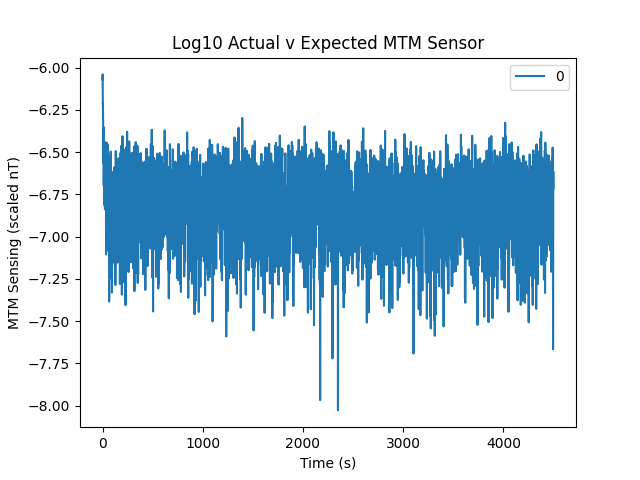 Log10 Actual v Expected MTM Sensor
0
MTM Sensing (scaled nT)
−6.00
−6.25
−6.50
−6.75
−7.00
−7.25
−7.50
−7.75
−8.00
0 1000 2000 3000 4000
Time (s)